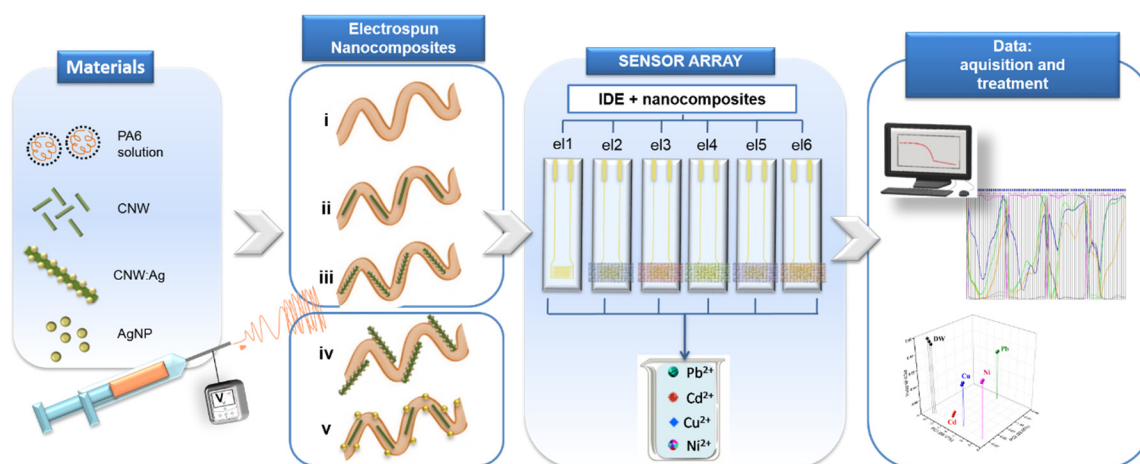 Materials
PA6
solution
CNW
CNW:Ag
AgNP
V
Electrospun
Nanocomposites
i
ii
iii
iv
v
SENSOR ARRAY
IDE + nanocomposites
el1 el2 el3 el4 el5 el6
Pb²⁺
Cd²⁺
Cu²⁺
Ni²⁺
Data:
aquisition and
treatment
DW
Pb
Cu
Ni
Cd